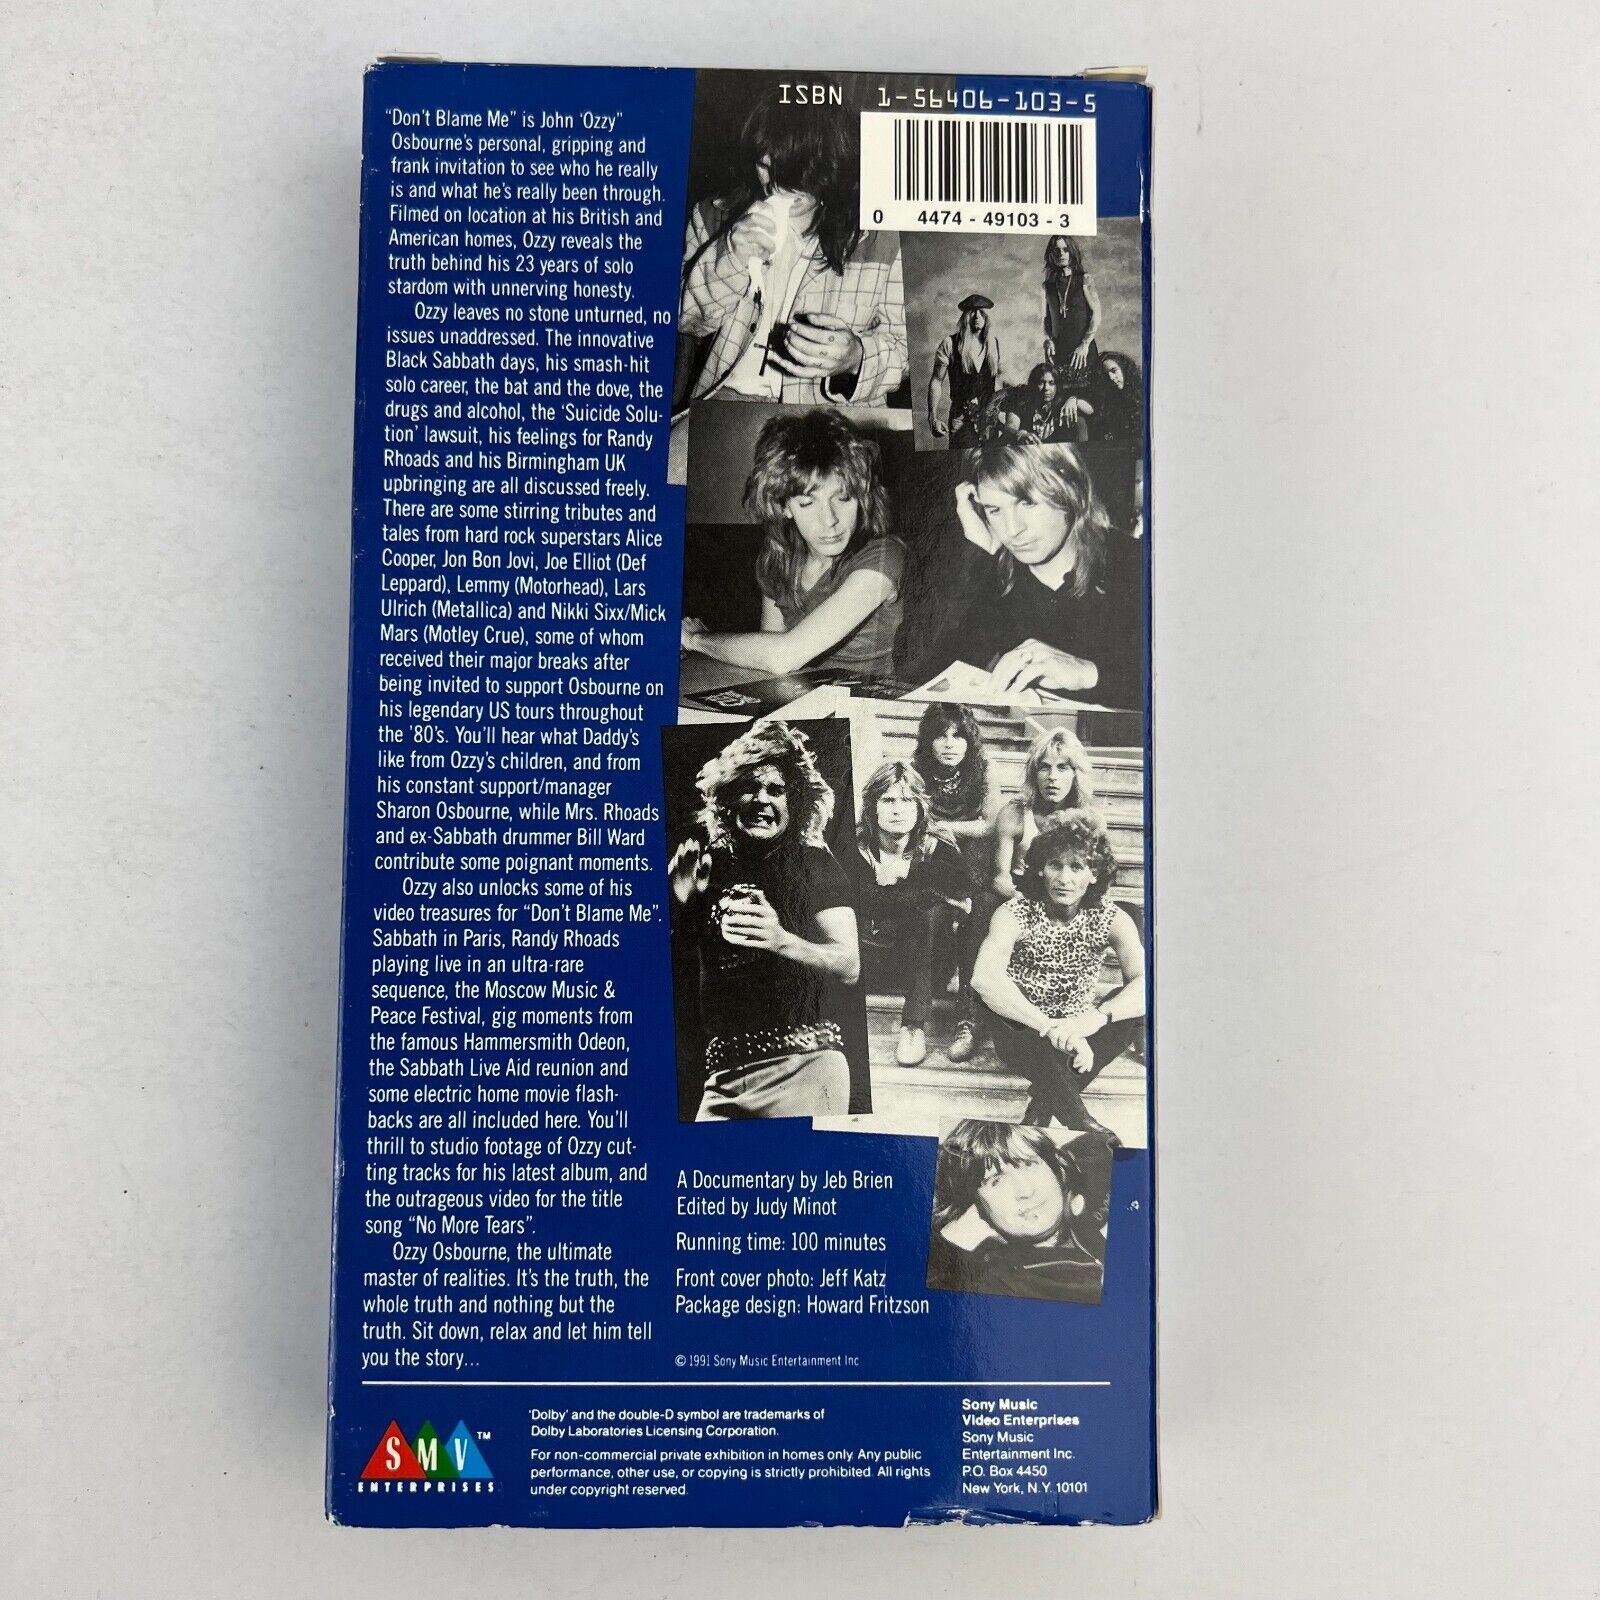 "Don't Blame Me" is John 'Ozzy"
Osbourne's personal, gripping and
frank invitation to see who he really
is and what he's really been through.
Filmed on location at his British and
American homes, Ozzy reveals the
truth behind his 23 years of solo
stardom with unnerving honesty.
Ozzy leaves no stone unturned, no
issues unaddressed. The innovative
Black Sabbath days, his smash-hit
solo career, the bat and the dove, the
drugs and alcohol, the 'Suicide Solu-
tion' lawsuit, his feelings for Randy
Rhoads and his Birmingham UK
upbringing are all discussed freely.
There are some stirring tributes and
tales from hard rock superstars Alice
Cooper, Jon Bon Jovi, Joe Elliot (Def
Leppard), Lemmy (Motorhead), Lars
Ulrich (Metallica) and Nikki Sixx/Mick
Mars (Motley Crue), some of whom
received their major breaks after
being invited to support Osbourne on
his legendary US tours throughout
the '80's. You'll hear what Daddy's
like from Ozzy's children, and from
his constant support/manager
Sharon Osbourne, while Mrs. Rhoads
and ex-Sabbath drummer Bill Ward
contribute some poignant moments.
Ozzy also unlocks some of his
video treasures for "Don't Blame Me".
Sabbath in Paris, Randy Rhoads
playing live in an ultra-rare
sequence, the Moscow Music &
Peace Festival, gig moments from
the famous Hammersmith Odeon,
the Sabbath Live Aid reunion and
some electric home movie flash-
backs are all included here. You'll
thrill to studio footage of Ozzy cut-
ting tracks for his latest album, and
the outrageous video for the title
song "No More Tears".
Ozzy Osbourne, the ultimate
master of realities. It's the truth, the
whole truth and nothing but the
truth. Sit down, relax and let him tell
you the story...
ISBN 1-56406-103-5
0 4474-49103-3
A Documentary by Jeb Brien
Edited by Judy Minot
Running time: 100 minutes
Front cover photo: Jeff Katz
Package design: Howard Fritzson
© 1991 Sony Music Entertainment Inc
SMV ™
ENTERPRISES
'Dolby' and the double-D symbol are trademarks of
Dolby Laboratories Licensing Corporation.
For non-commercial private exhibition in homes only. Any public
performance, other use, or copying is strictly prohibited. All rights
under copyright reserved.
Sony Music
Video Enterprises
Sony Music
Entertainment Inc.
P.O. Box 4450
New York, N.Y. 10101